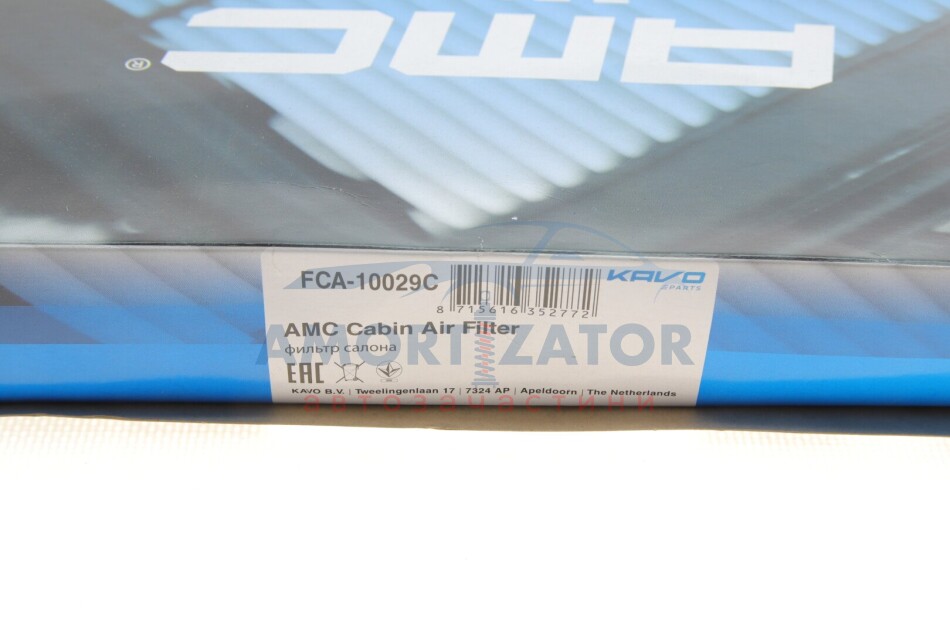 AMC
®
FCA-10029C
KAVO
PARTS
8 715616 352772
AMC Cabin Air Filter
фильтр салона
AMORTIZATOR
EAC
KAVO B.V. | Tweelingenlaan 17 | 7324 AP | Apeldoorn | The Netherlands
автозапчастини